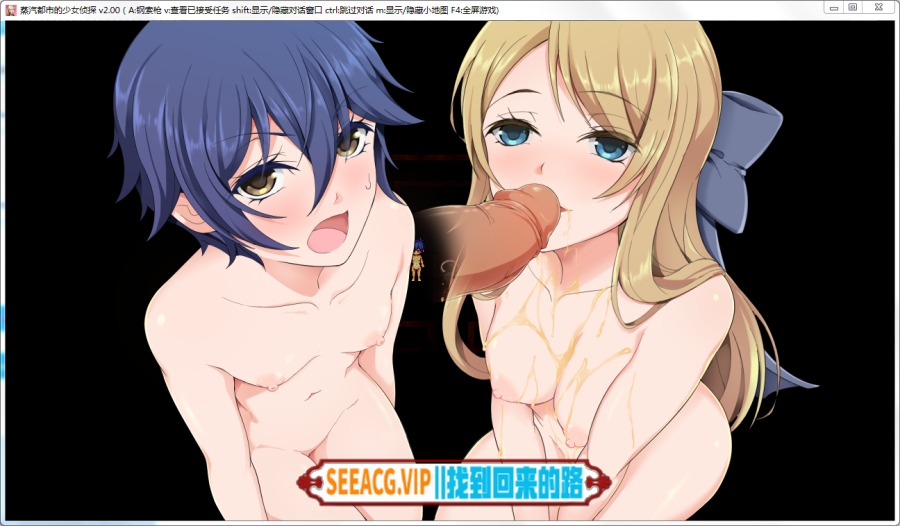 蒸汽都市的少女侦探 v2.00 ( A:钢索枪 v:查看已接受任务 shift:显示/隐藏对话窗口 ctrl:跳过对话 m:显示/隐藏小地图 F4:全屏游戏)
SEEACG.VIP||找到回来的路